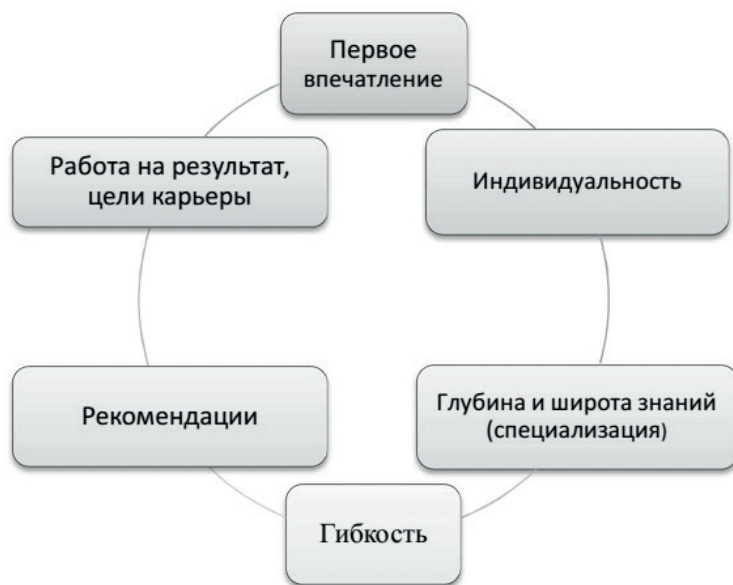 Первое
впечатление
Индивидуальность
Глубина и широта знаний
(специализация)
Гибкость
Рекомендации
Работа на результат,
цели карьеры